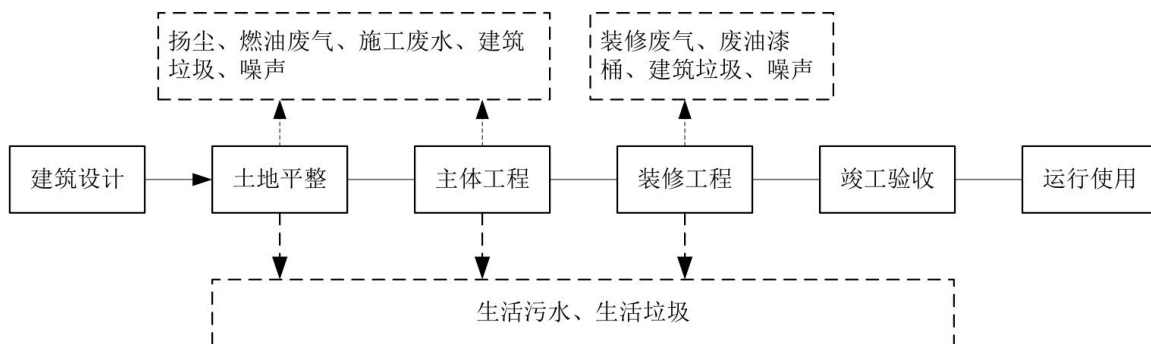 扬尘、燃油废气、施工废水、建筑
垃圾、噪声
装修废气、废油漆
桶、建筑垃圾、噪声
建筑设计
土地平整
主体工程
装修工程
竣工验收
运行使用
生活污水、生活垃圾